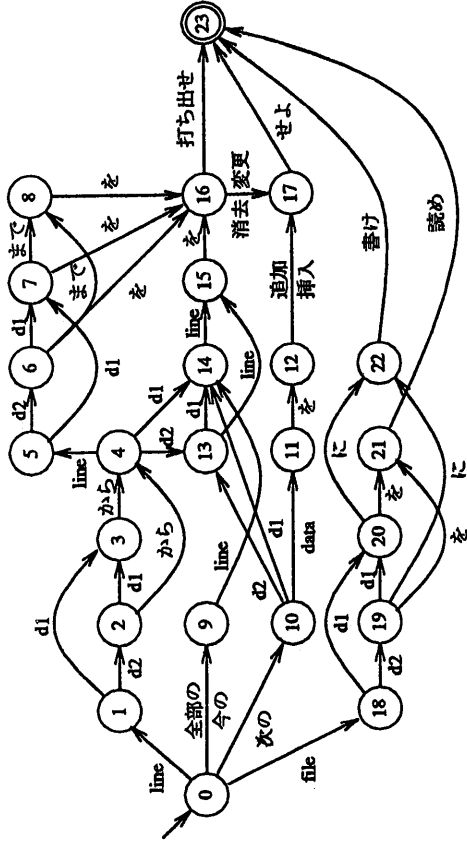 line
全部の
今の
次の
file
0
1
d1
d2
2
d1
3
から
から
4
line
d2
d1
5
d2
6
d1
d1
7
まで
まで
8
を
を
を
9
line
10
d2
d1
data
11
を
12
追加
挿入
13
d1
line
14
line
15
を
16
打ち出せ
消去
変更
17
せよ
18
d1
d2
19
d1
20
に
を
を
に
21
22
書け
読め
23